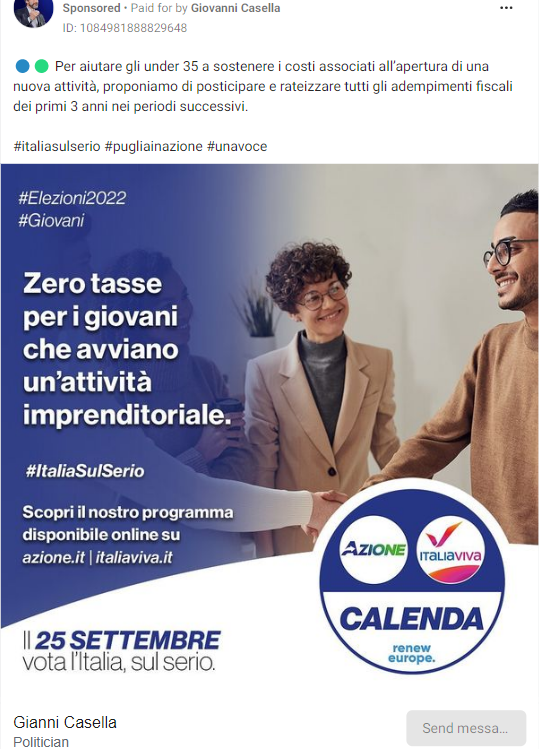 Sponsored • Paid for by Giovanni Casella
ID: 1084981888829648
Per aiutare gli under 35 a sostenere i costi associati all'apertura di una
nuova attività, proponiamo di posticipare e rateizzare tutti gli adempimenti fiscali
dei primi 3 anni nei periodi successivi.
#italiasulserio #pugliainazione #unavoce
#Elezioni2022
#Giovani
Zero tasse
per i giovani
che avviano
un'attività
imprenditoriale.
#ItaliaSulSerio
Scopri il nostro programma
disponibile online su
azione.it | italiaviva.it
AZIONE
ITALIAVIVA
CALENDA
renew
europe.
Il 25 SETTEMBRE
vota l'Italia, sul serio.
Gianni Casella
Politician
Send messa...